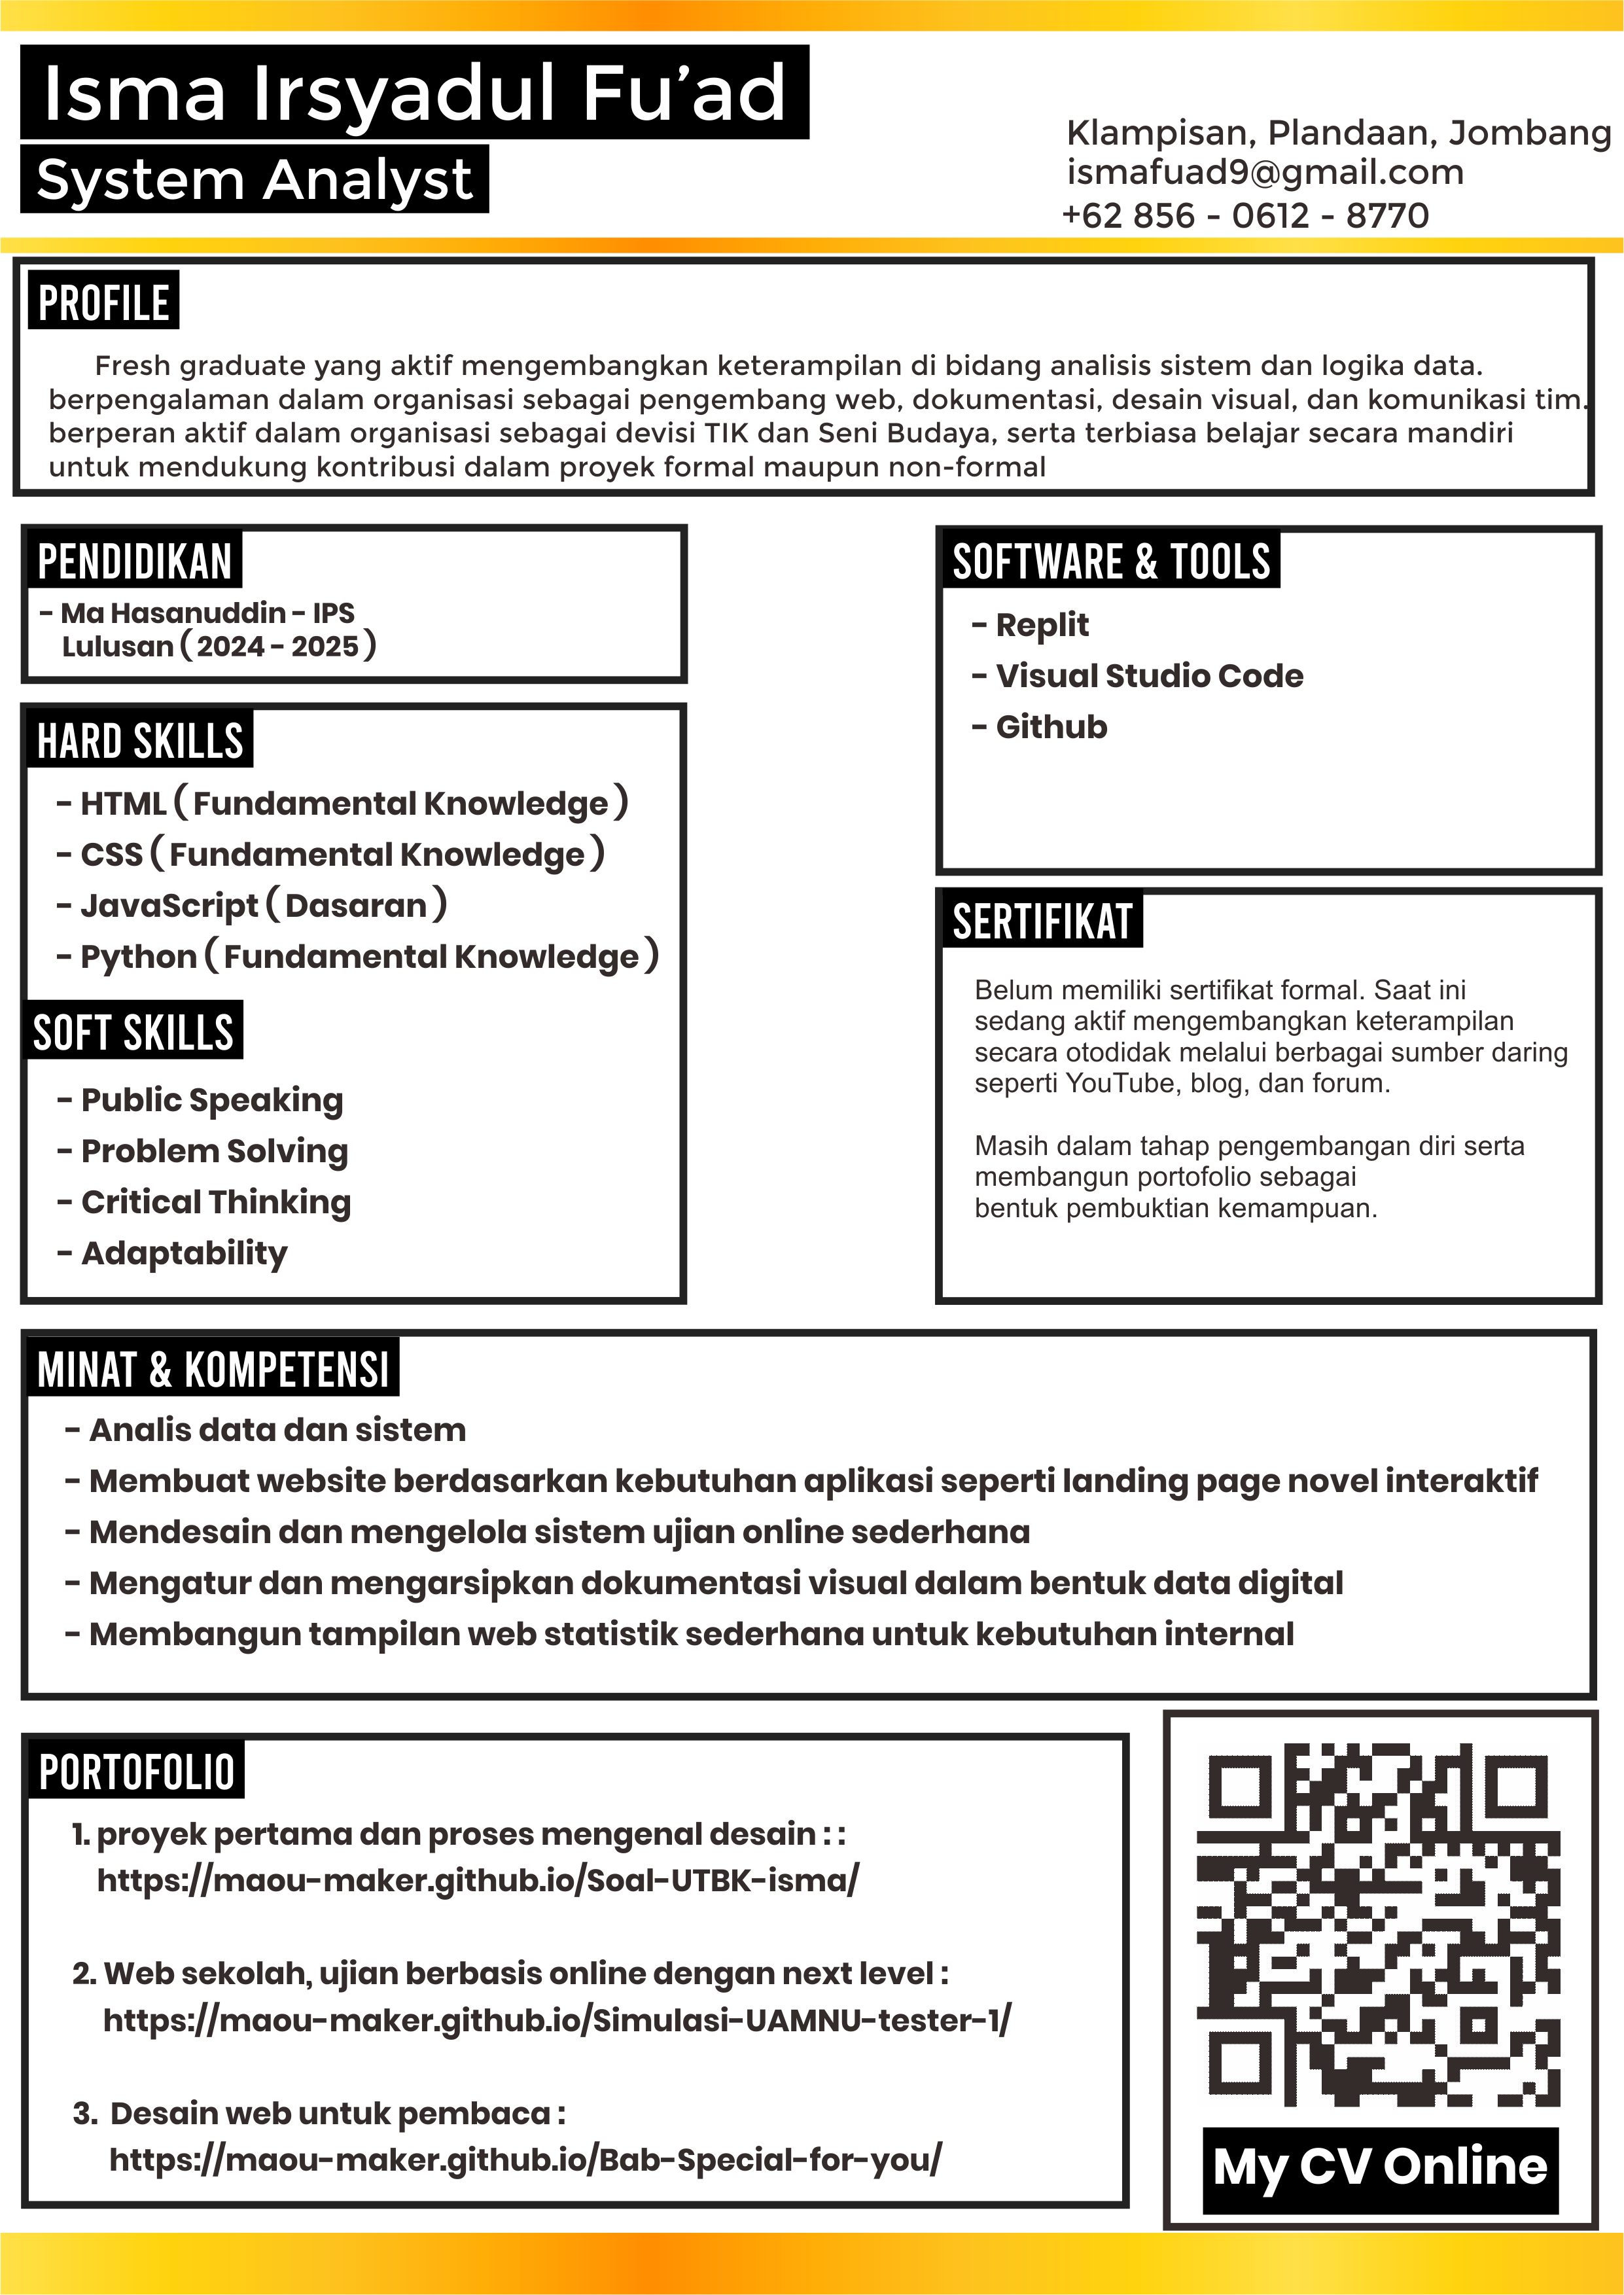 Isma Irsyadul Fu’ad
System Analyst
Klampisan, Plandaan, Jombang
ismafuad9@gmail.com
+62 856 - 0612 - 8770
PROFILE
Fresh graduate yang aktif mengembangkan keterampilan di bidang analisis sistem dan logika data.
berpengalaman dalam organisasi sebagai pengembang web, dokumentasi, desain visual, dan komunikasi tim.
berperan aktif dalam organisasi sebagai devisi TIK dan Seni Budaya, serta terbiasa belajar secara mandiri
untuk mendukung kontribusi dalam proyek formal maupun non-formal
PENDIDIKAN
- Ma Hasanuddin - IPS
Lulusan ( 2024 - 2025 )
HARD SKILLS
- HTML ( Fundamental Knowledge )
- CSS ( Fundamental Knowledge )
- JavaScript ( Dasaran )
- Python ( Fundamental Knowledge )
SOFT SKILLS
- Public Speaking
- Problem Solving
- Critical Thinking
- Adaptability
SOFTWARE & TOOLS
- Replit
- Visual Studio Code
- Github
SERTIFIKAT
Belum memiliki sertifikat formal. Saat ini
sedang aktif mengembangkan keterampilan
secara otodidak melalui berbagai sumber daring
seperti YouTube, blog, dan forum.
Masih dalam tahap pengembangan diri serta
membangun portofolio sebagai
bentuk pembuktian kemampuan.
MINAT & KOMPETENSI
- Analis data dan sistem
- Membuat website berdasarkan kebutuhan aplikasi seperti landing page novel interaktif
- Mendesain dan mengelola sistem ujian online sederhana
- Mengatur dan mengarsipkan dokumentasi visual dalam bentuk data digital
- Membangun tampilan web statistik sederhana untuk kebutuhan internal
PORTOFOLIO
1. proyek pertama dan proses mengenal desain : :
https://maou-maker.github.io/Soal-UTBK-isma/
2. Web sekolah, ujian berbasis online dengan next level :
https://maou-maker.github.io/Simulasi-UAMNU-tester-1/
3. Desain web untuk pembaca :
https://maou-maker.github.io/Bab-Special-for-you/
My CV Online